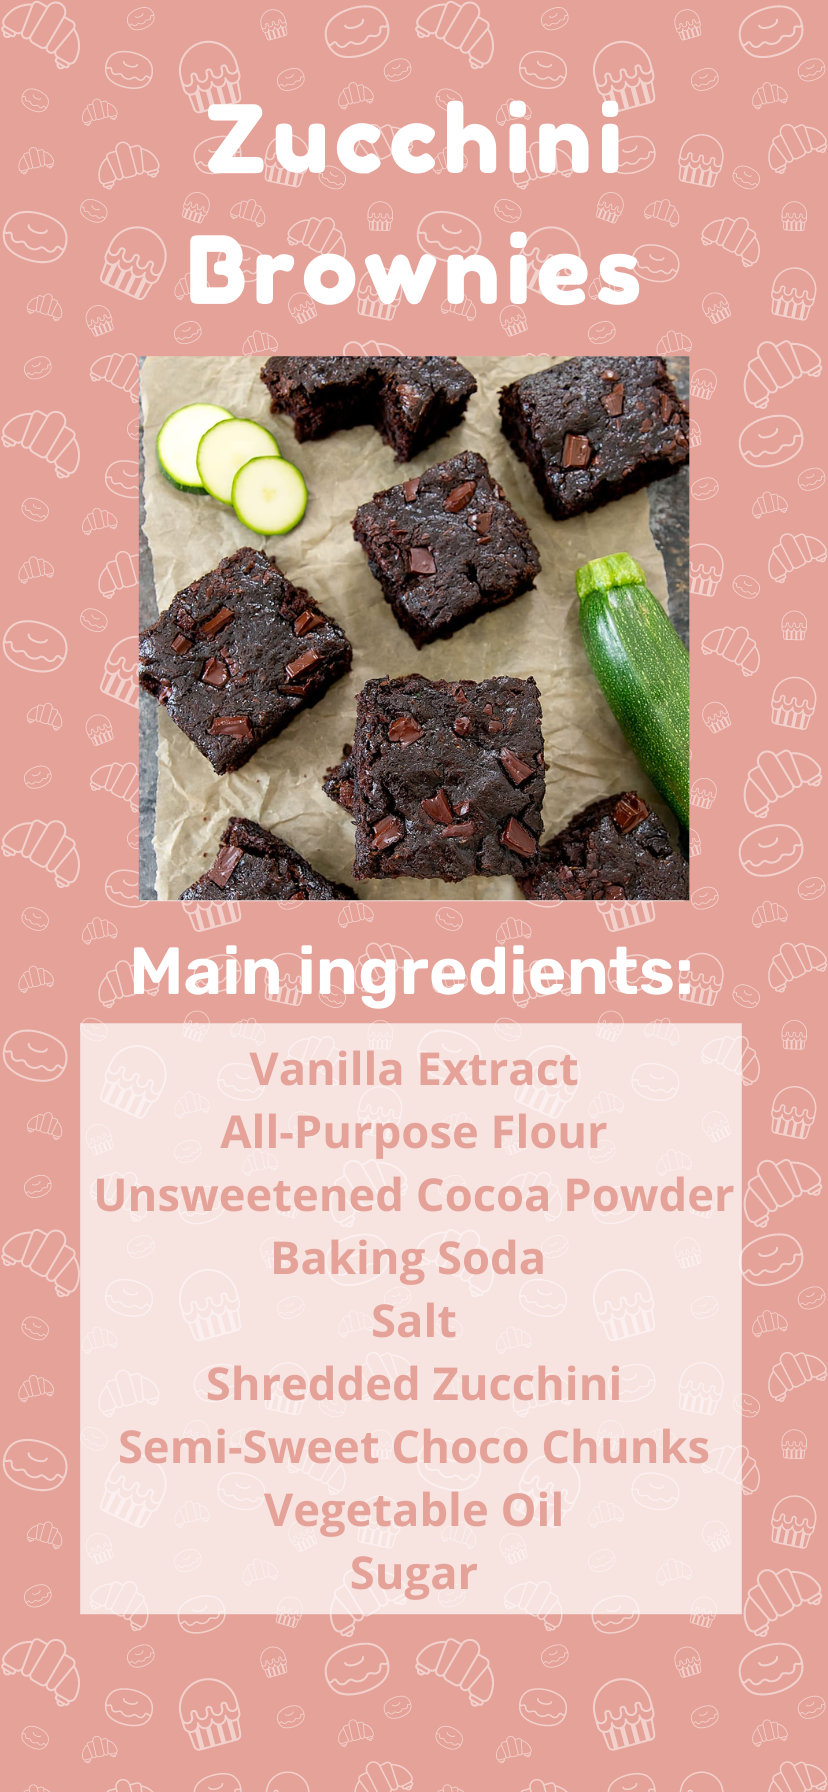 Zucchini
Brownies
Main ingredients:
Vanilla Extract
All-Purpose Flour
Unsweetened Cocoa Powder
Baking Soda
Salt
Shredded Zucchini
Semi-Sweet Choco Chunks
Vegetable Oil
Sugar